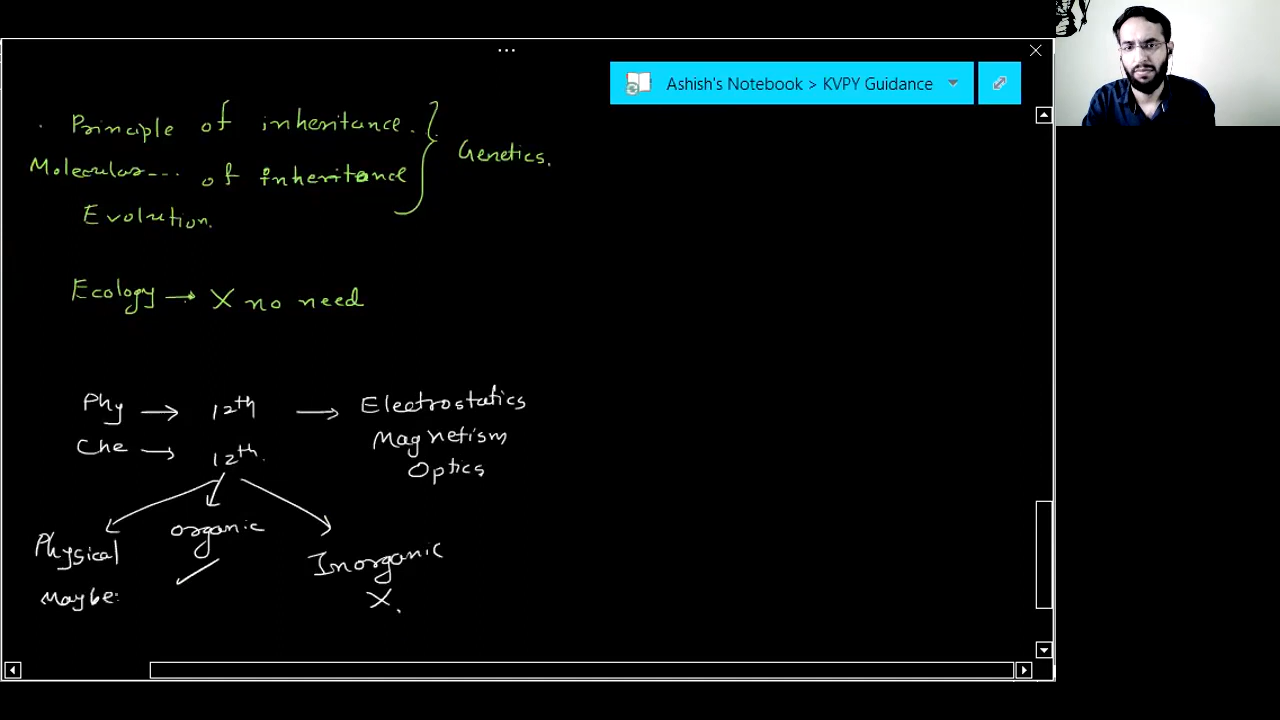 ...
Ashish's Notebook > KVPY Guidance
Principle of inheritance.
Genetics.
Molecular--- of inheritance
Evolution.
Ecology → X no need
Phy → 12th → Electrostatics
Magnetism
Optics
Che → 12th.
Physical
organic
Inorganic
Maybe
✓
X.